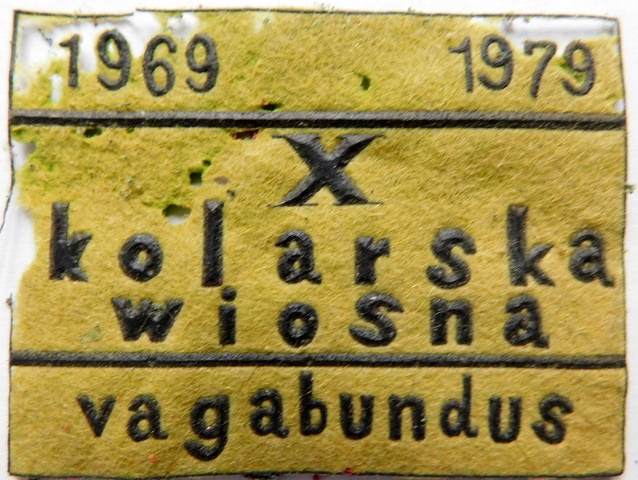 1969 1979
X
kolarska
wiosna
vagabundus